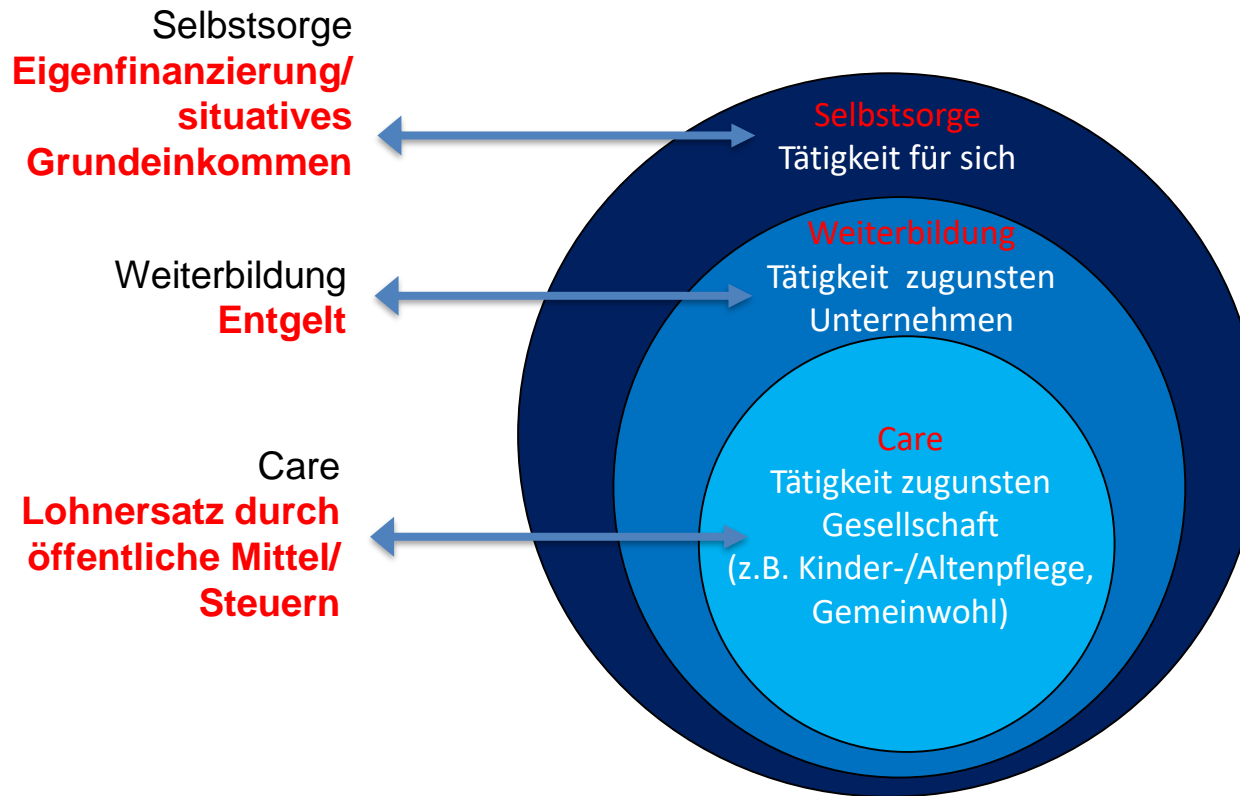 Selbstsorge
Eigenfinanzierung/
situatives
Grundeinkommen
Selbstsorge
Tätigkeit für sich
Weiterbildung
Entgelt
Weiterbildung
Tätigkeit zugunsten
Unternehmen
Care
Lohnersatz durch
öffentliche Mittel/
Steuern
Care
Tätigkeit zugunsten
Gesellschaft
(z.B. Kinder-/Altenpflege,
Gemeinwohl)